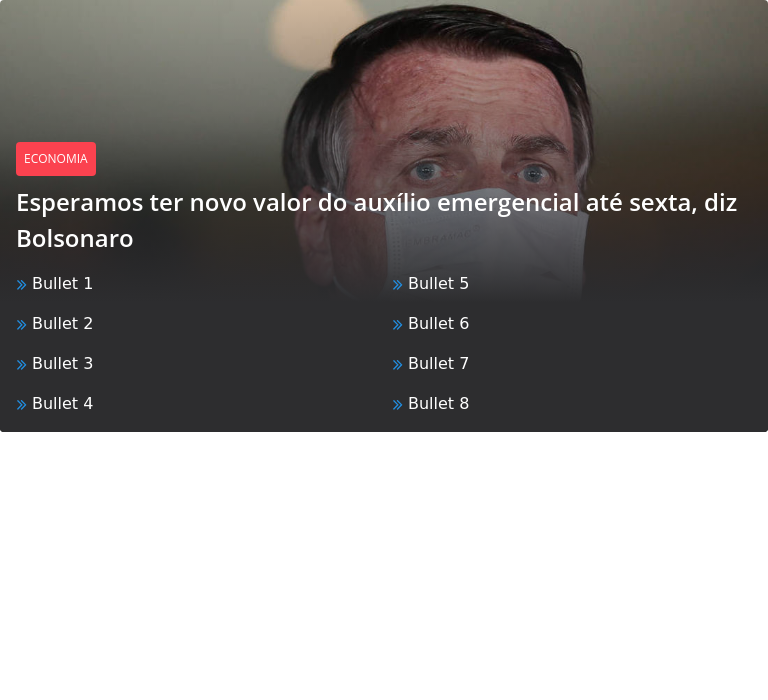 ECONOMIA
Esperamos ter novo valor do auxílio emergencial até sexta, diz
Bolsonaro
Bullet 1
Bullet 2
Bullet 3
Bullet 4
Bullet 5
Bullet 6
Bullet 7
Bullet 8